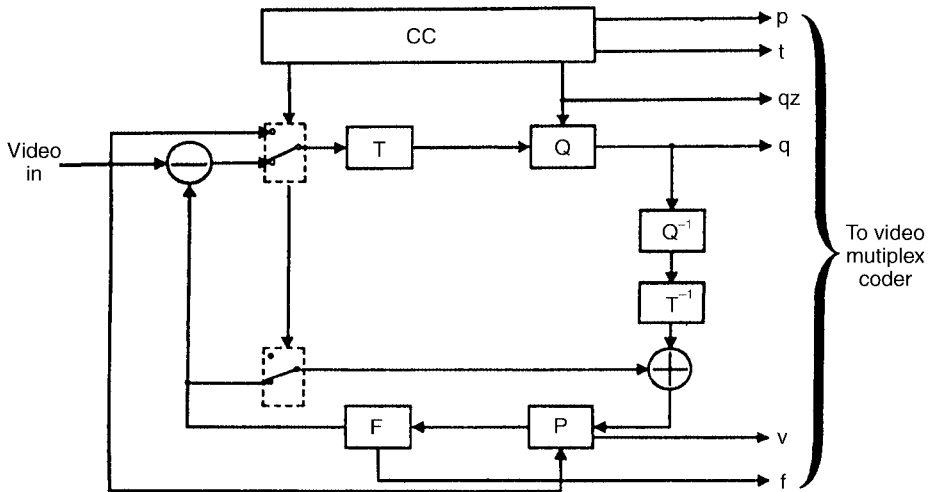 CC
p
t
qz
Video
in
T
Q
q
Q⁻¹
To video
mutiplex
coder
T⁻¹
F
P
v
f